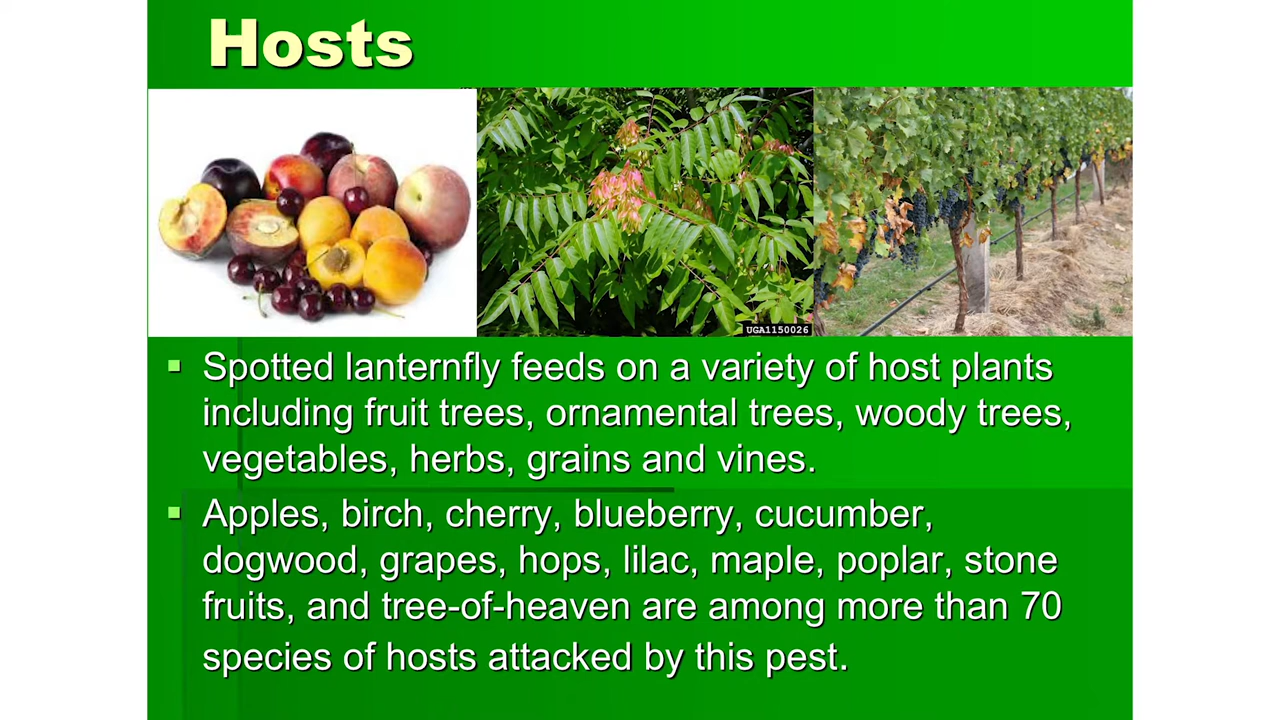 Hosts
UGA1150026
Spotted lanternfly feeds on a variety of host plants
including fruit trees, ornamental trees, woody trees,
vegetables, herbs, grains and vines.
Apples, birch, cherry, blueberry, cucumber,
dogwood, grapes, hops, lilac, maple, poplar, stone
fruits, and tree-of-heaven are among more than 70
species of hosts attacked by this pest.